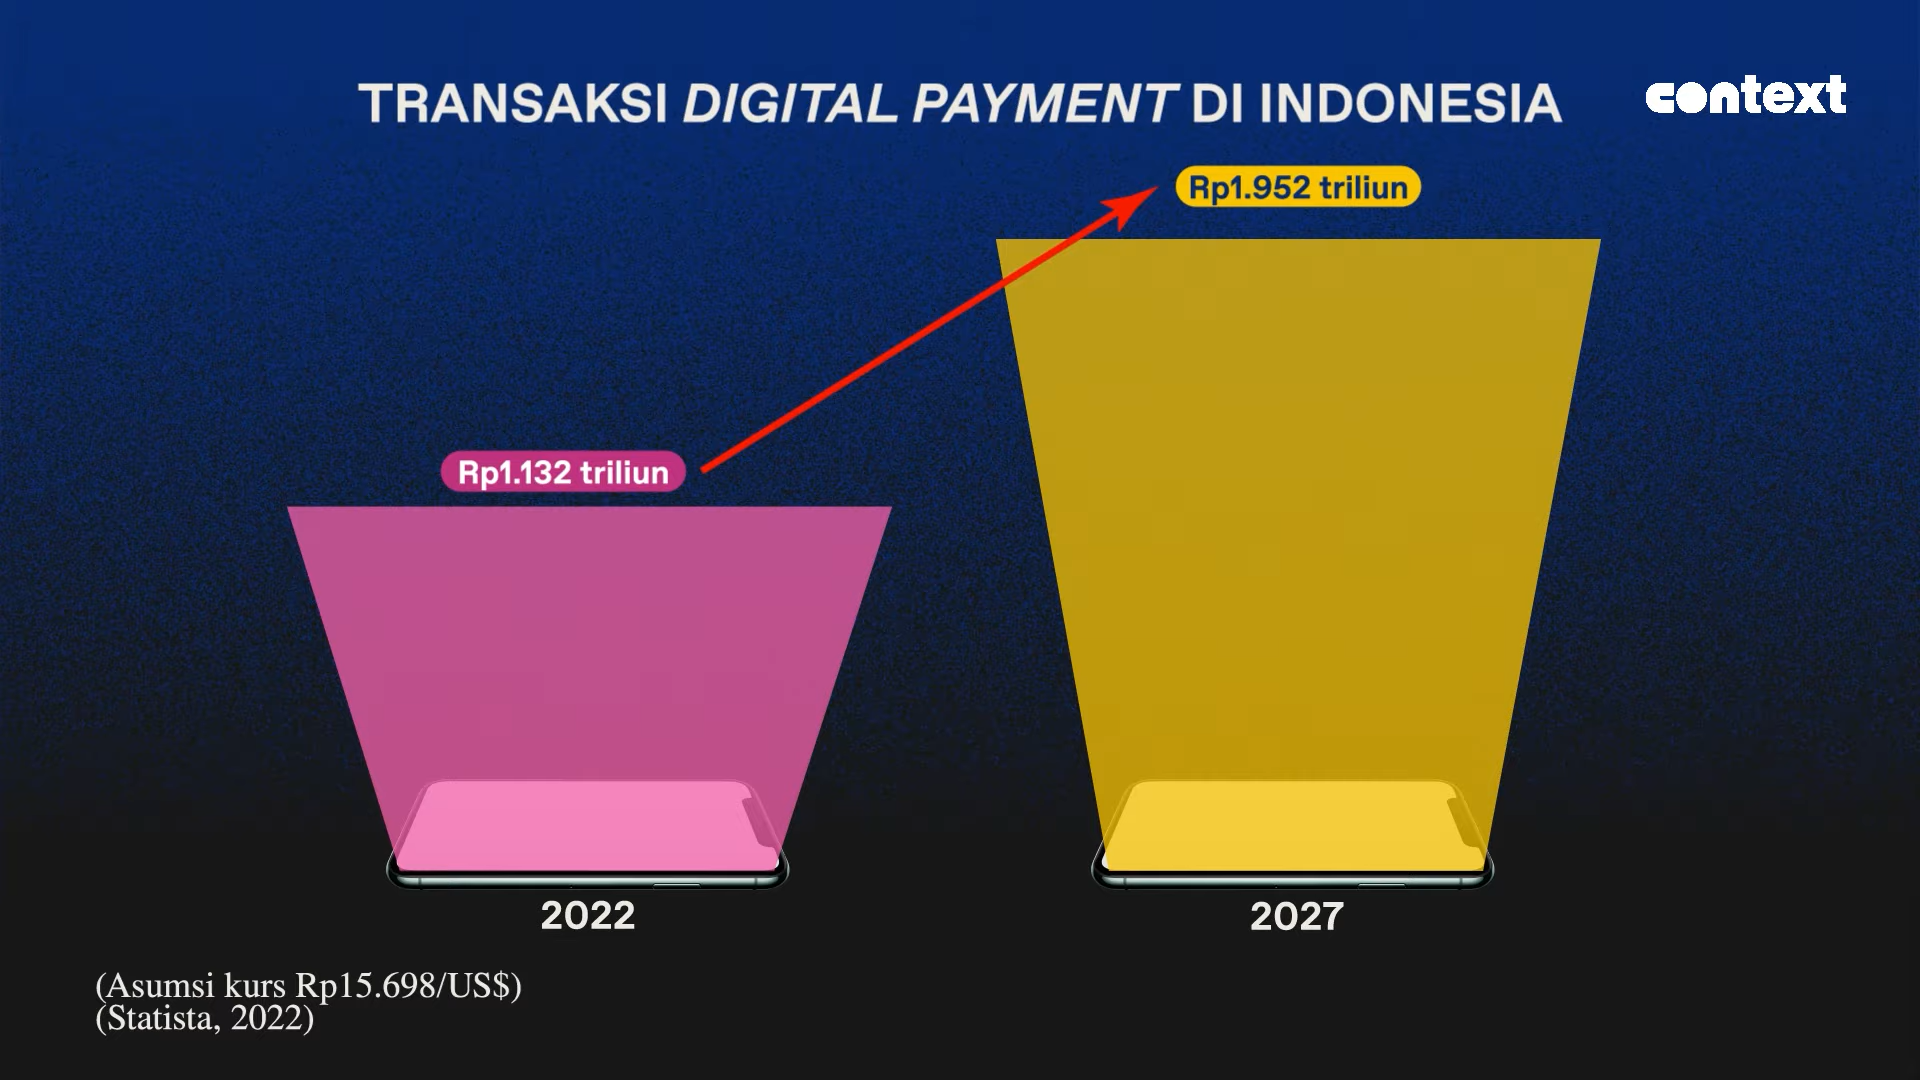 TRANSAKSI DIGITAL PAYMENT DI INDONESIA
context
Rp1.952 triliun
Rp1.132 triliun
2022
2027
(Asumsi kurs Rp15.698/US$)
(Statista, 2022)